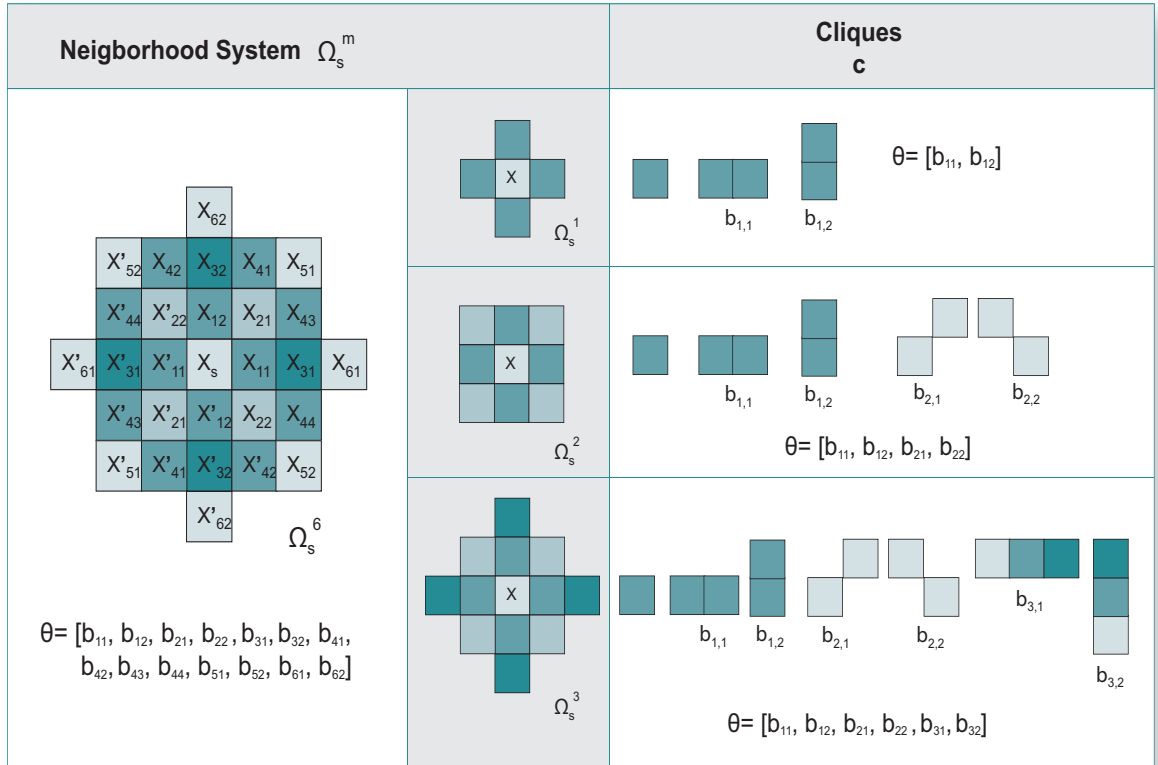 Neigborhood System Ωₛᵐ
Cliques
c
X₆₂
X'₅₂ X₄₂ X₃₂ X₄₁ X₅₁
X'₄₄ X'₂₂ X₁₂ X₂₁ X₄₃
X'₆₁ X'₃₁ X'₁₁ Xₛ X₁₁ X₃₁ X₆₁
X'₄₃ X'₂₁ X'₁₂ X₂₂ X₄₄
X'₅₁ X'₄₁ X'₃₂ X'₄₂ X₅₂
X'₆₂
Ωₛ⁶
θ= [b₁₁, b₁₂, b₂₁, b₂₂, b₃₁, b₃₂, b₄₁,
b₄₂, b₄₃, b₄₄, b₅₁, b₅₂, b₆₁, b₆₂]
X
Ωₛ¹
b₁,₁
b₁,₂
θ= [b₁₁, b₁₂]
X
Ωₛ²
b₁,₁
b₁,₂
b₂,₁
b₂,₂
θ= [b₁₁, b₁₂, b₂₁, b₂₂]
X
Ωₛ³
b₁,₁
b₁,₂
b₂,₁
b₂,₂
b₃,₁
b₃,₂
θ= [b₁₁, b₁₂, b₂₁, b₂₂, b₃₁, b₃₂]